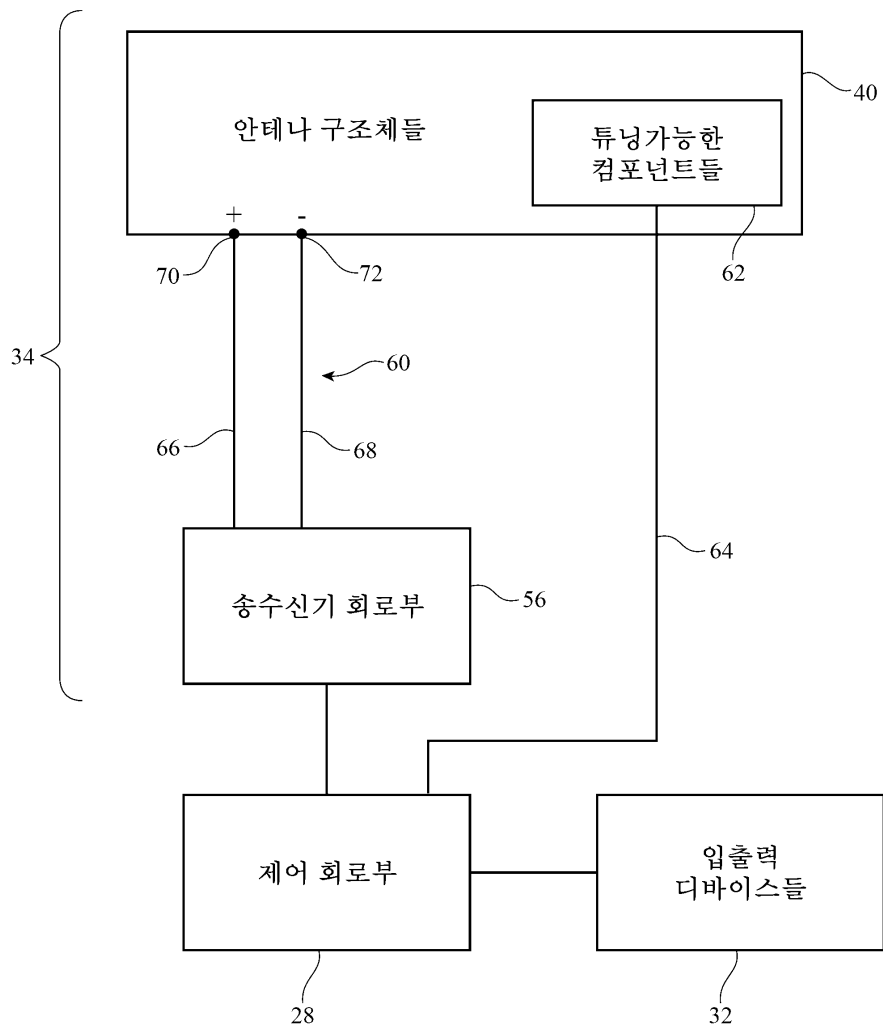 40
안테나 구조체들
튜닝가능한
컴포넌트들
+
-
70
72
62
34
60
66
68
64
송수신기 회로부
56
제어 회로부
입출력
디바이스들
28
32